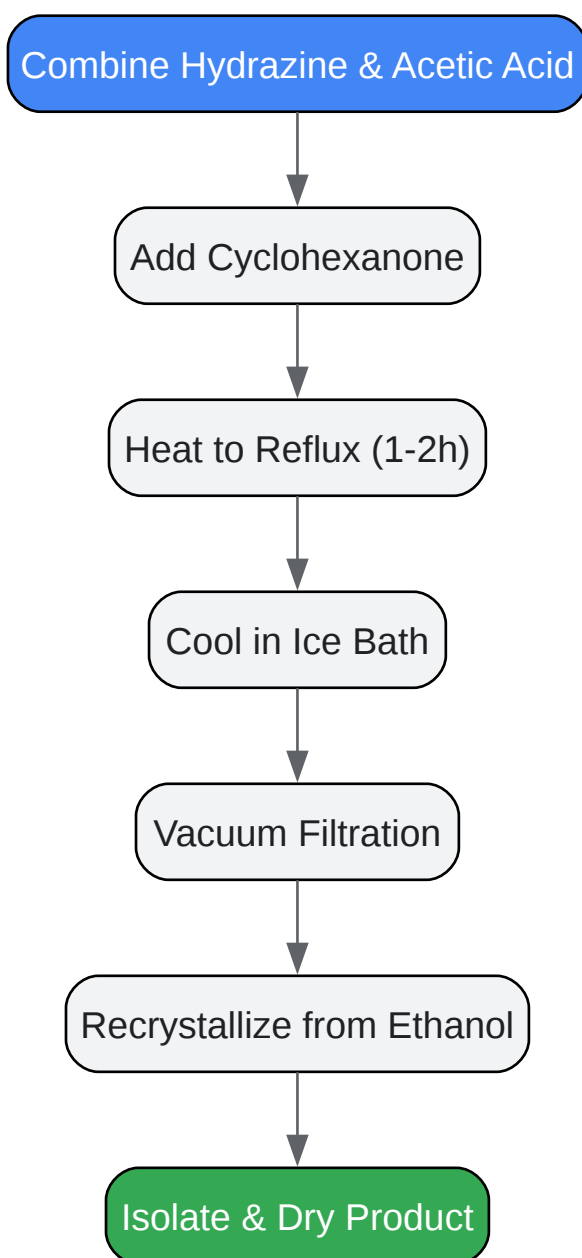 Combine Hydrazine & Acetic Acid
Add Cyclohexanone
Heat to Reflux (1-2h)
Cool in Ice Bath
Vacuum Filtration
Recrystallize from Ethanol
Isolate & Dry Product